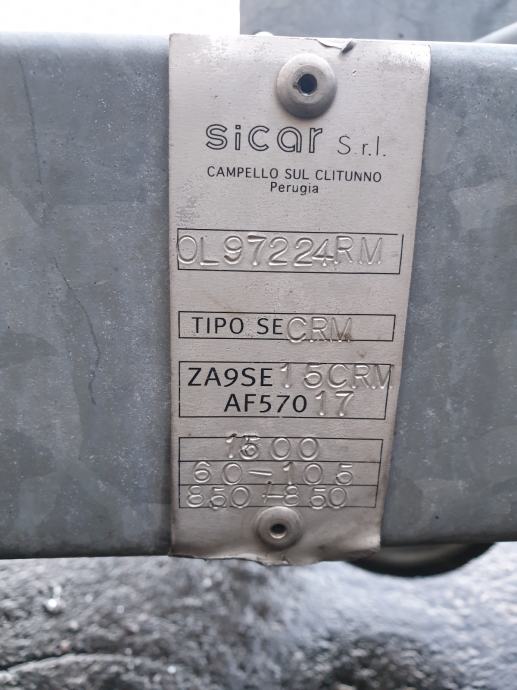 sicar S.r.l.
CAMPELLO SUL CLITUNNO
Perugia
OL97224RM
TIPO SECRM
ZA9SE15CRM
AF57017
1500
60-105
850-850